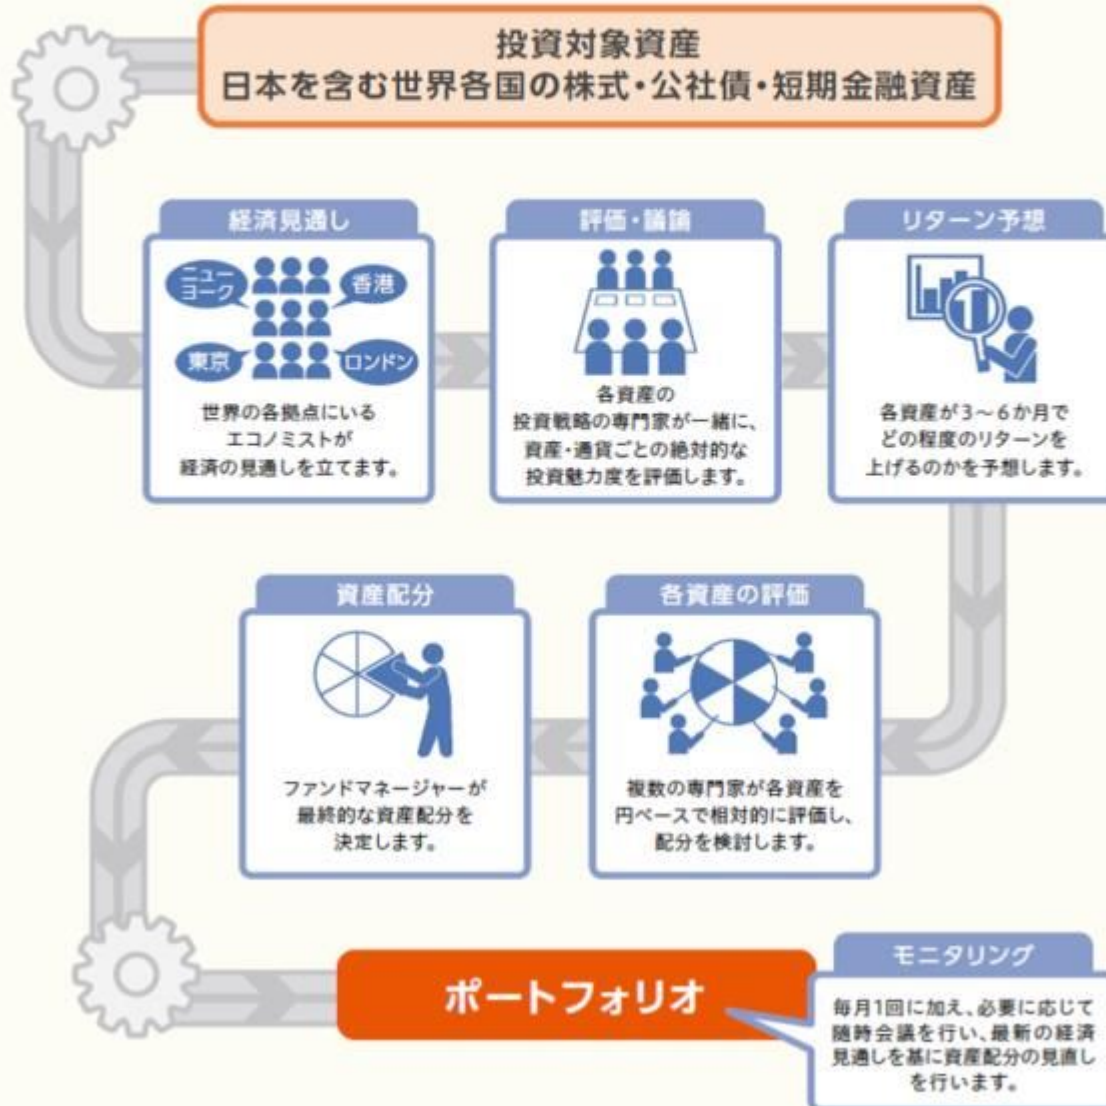 投資対象資産
日本を含む世界各国の株式・公社債・短期金融資産
経済見通し
ニュー
ヨーク
香港
東京
ロンドン
世界の各拠点にいる
エコノミストが
経済の見通しを立てます。
評価・議論
各資産の
投資戦略の専門家が一緒に、
資産・通貨ごとの絶対的な
投資魅力度を評価します。
リターン予想
各資産が3〜6か月で
どの程度のリターンを
上げるのかを予想します。
資産配分
ファンドマネージャーが
最終的な資産配分を
決定します。
各資産の評価
複数の専門家が各資産を
円ベースで相対的に評価し、
配分を検討します。
ポートフォリオ
モニタリング
毎月1回に加え、必要に応じて
随時会議を行い、最新の経済
見通しを基に資産配分の見直し
を行います。